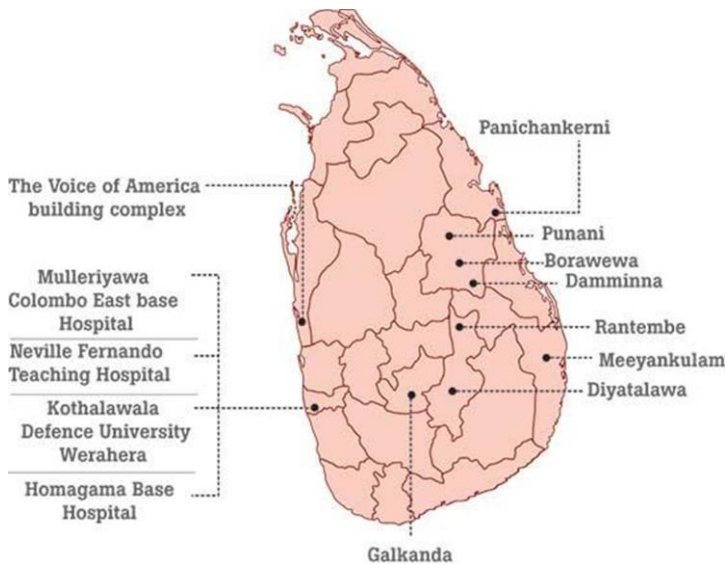 Panichankerni
The Voice of America
building complex
Punani
Borawewa
Damminna
Mulleriyawa
Colombo East base
Hospital
Rantembe
Neville Fernando
Teaching Hospital
Meeyankulam
Diyatalawa
Kothalawala
Defence University
Werahera
Homagama Base
Hospital
Galkanda